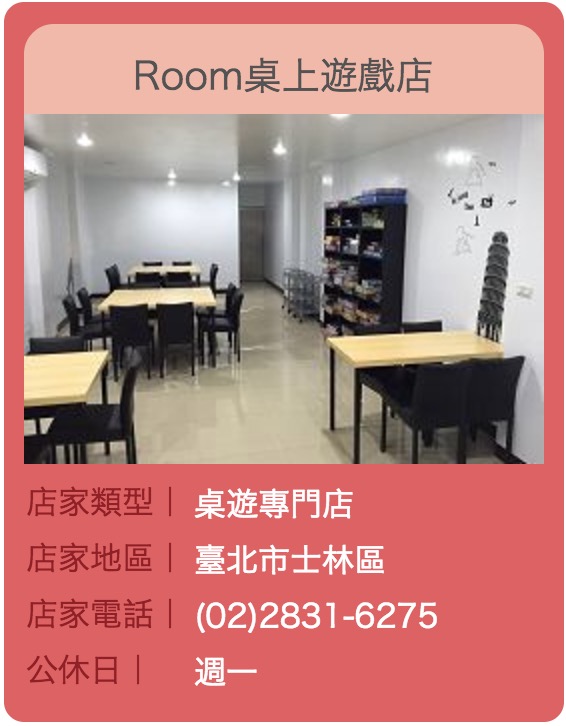 Room桌上遊戲店
店家類型｜ 桌遊專門店
店家地區｜ 臺北市士林區
店家電話｜ (02)2831-6275
公休日｜ 週一